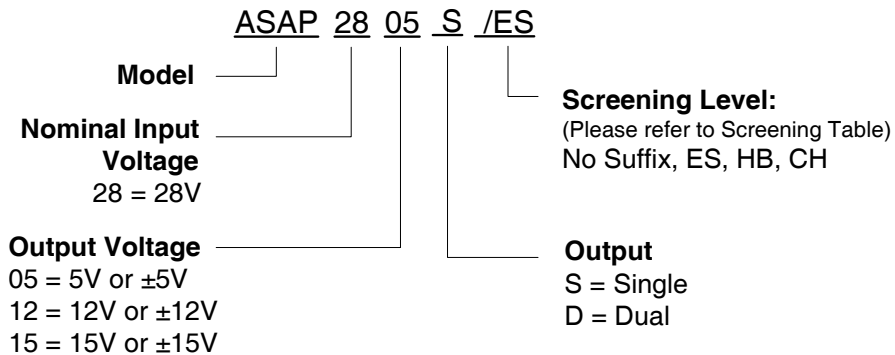 ASAP 28 05 S /ES
Model
Nominal Input
Voltage
28 = 28V
Output Voltage
05 = 5V or ±5V
12 = 12V or ±12V
15 = 15V or ±15V
Screening Level:
(Please refer to Screening Table)
No Suffix, ES, HB, CH
Output
S = Single
D = Dual